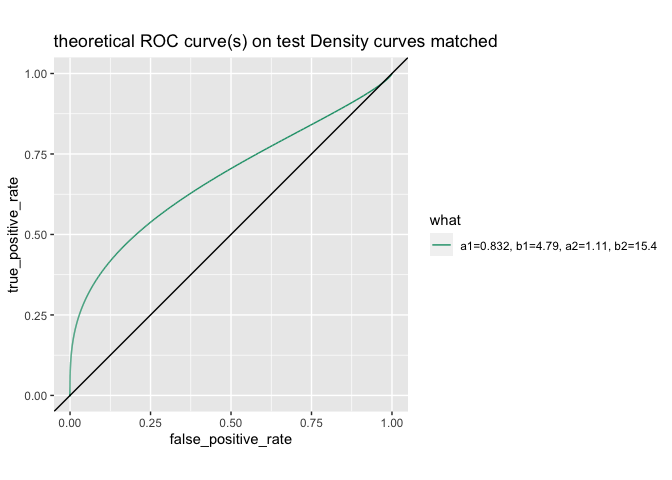 theoretical ROC curve(s) on test Density curves matched
true_positive_rate
1.00
0.75
0.50
0.25
0.00
0.00 0.25 0.50 0.75 1.00
false_positive_rate
what
a1=0.832, b1=4.79, a2=1.11, b2=15.4